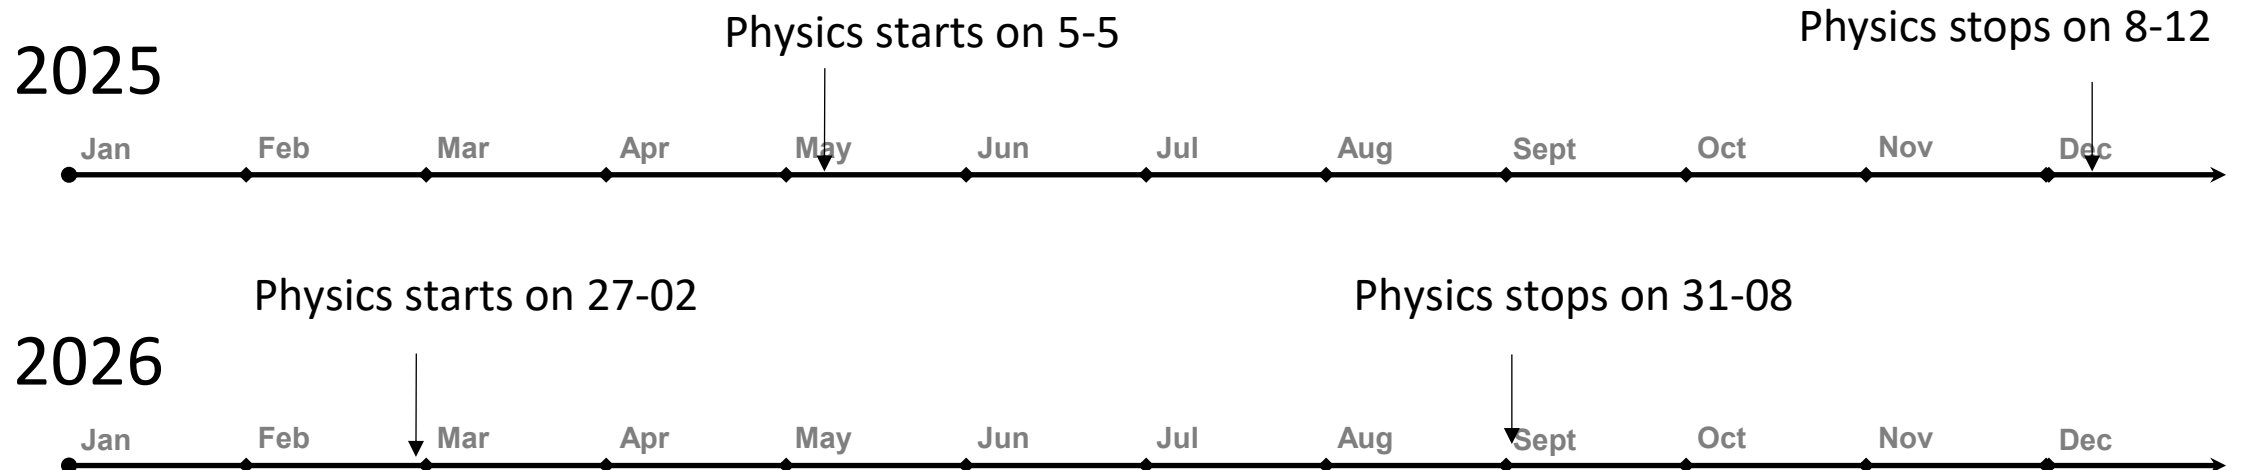 Physics starts on 5-5
Physics stops on 8-12
2025
Jan Feb Mar Apr May Jun Jul Aug Sept Oct Nov Dec
Physics starts on 27-02
Physics stops on 31-08
2026
Jan Feb Mar Apr May Jun Jul Aug Sept Oct Nov Dec